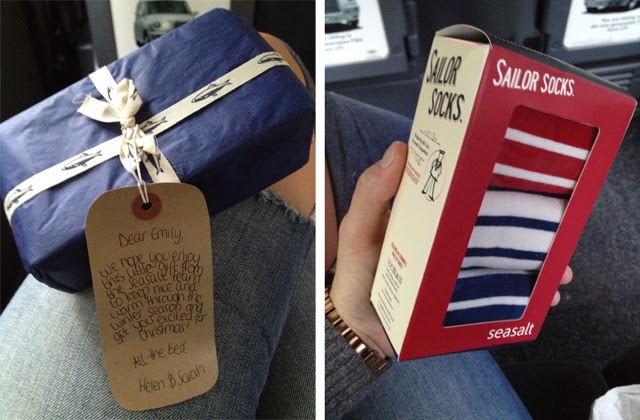 Dear Emily,
We hope you enjoy
this little gift from
the seasalt team
to keep nice and
warm through the
winter season and
get you excited for
Christmas!
All the best
Helen & Sarah
SAILOR
SOCKS.
SAILOR SOCKS.
seasalt